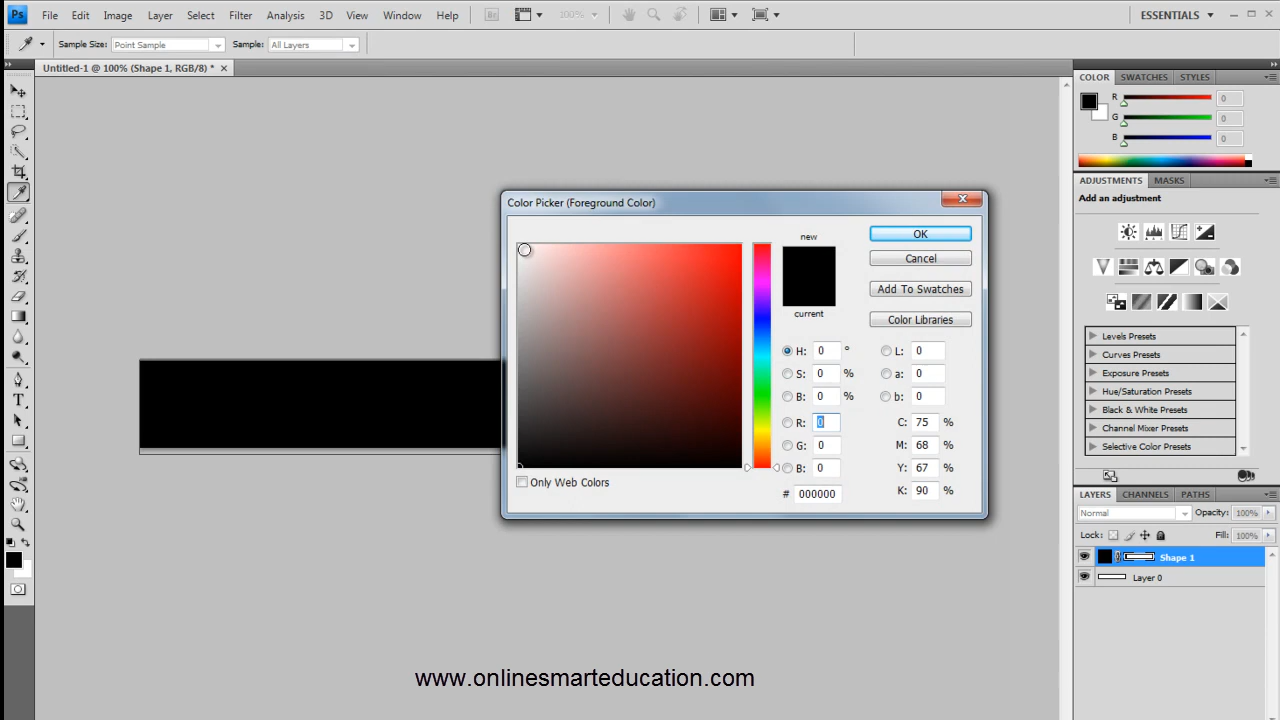 Ps File Edit Image Layer Select Filter Analysis 3D View Window Help Br 100% ESSENTIALS
Sample Size: Point Sample Sample: All Layers
Untitled-1 @ 100% (Shape 1, RGB/8) *
COLOR SWATCHES STYLES
R 0
G 0
B 0
ADJUSTMENTS MASKS
Add an adjustment
Levels Presets
Curves Presets
Exposure Presets
Hue/Saturation Presets
Black & White Presets
Channel Mixer Presets
Selective Color Presets
LAYERS CHANNELS PATHS
Normal Opacity: 100%
Lock: Fill: 100%
Shape 1
Layer 0
Color Picker (Foreground Color)
new
current
OK
Cancel
Add To Swatches
Color Libraries
H: 0 ° L: 0
S: 0 % a: 0
B: 0 % b: 0
R: 0 C: 75 %
G: 0 M: 68 %
B: 0 Y: 67 %
# 000000 K: 90 %
Only Web Colors
T
www.onlinesmarteducation.com